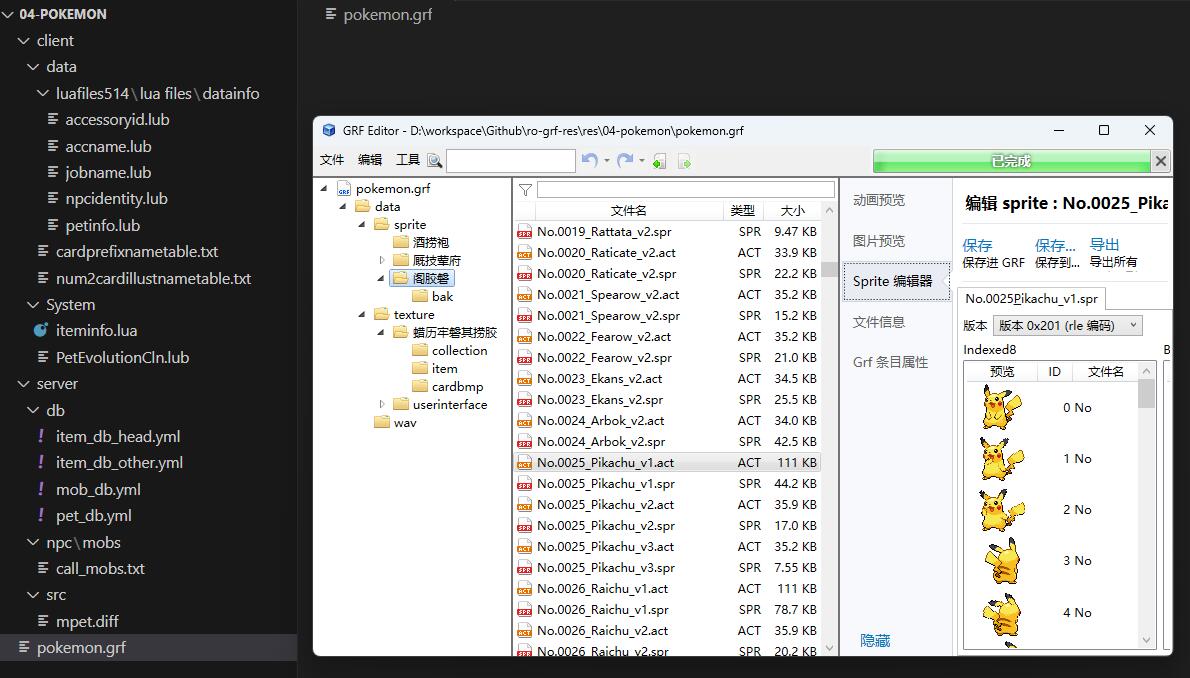 04-POKEMON
client
data
luafiles514\lua files\datainfo
accessoryid.lub
accname.lub
jobname.lub
npcidentity.lub
petinfo.lub
cardprefixnametable.txt
num2cardillustnametable.txt
System
iteminfo.lua
PetEvolutionCln.lub
server
db
item_db_head.yml
item_db_other.yml
mob_db.yml
pet_db.yml
npc\mobs
call_mobs.txt
src
mpet.diff
pokemon.grf
pokemon.grf
GRF Editor - D:\workspace\Github\ro-grf-res\res\04-pokemon\pokemon.grf
文件 编辑 工具
已完成
pokemon.grf
data
sprite
酒捞袍
厩技荤府
阁胶磐
bak
texture
蜡历牢磐其捞胶
collection
item
cardbmp
userinterface
wav
文件名 类型 大小
No.0019_Rattata_v2.spr SPR 9.47 KB
No.0020_Raticate_v2.act ACT 33.9 KB
No.0020_Raticate_v2.spr SPR 22.2 KB
No.0021_Spearow_v2.act ACT 35.2 KB
No.0021_Spearow_v2.spr SPR 15.2 KB
No.0022_Fearow_v2.act ACT 35.2 KB
No.0022_Fearow_v2.spr SPR 21.0 KB
No.0023_Ekans_v2.act ACT 34.5 KB
No.0023_Ekans_v2.spr SPR 25.5 KB
No.0024_Arbok_v2.act ACT 34.0 KB
No.0024_Arbok_v2.spr SPR 42.5 KB
No.0025_Pikachu_v1.act ACT 111 KB
No.0025_Pikachu_v1.spr SPR 44.2 KB
No.0025_Pikachu_v2.act ACT 35.9 KB
No.0025_Pikachu_v2.spr SPR 17.0 KB
No.0025_Pikachu_v3.act ACT 35.2 KB
No.0025_Pikachu_v3.spr SPR 7.55 KB
No.0026_Raichu_v1.act ACT 111 KB
No.0026_Raichu_v1.spr SPR 78.7 KB
No.0026_Raichu_v2.act ACT 35.9 KB
No.0026_Raichu_v2.spr SPR 20.2 KB
动画预览
图片预览
Sprite 编辑器
文件信息
Grf 条目属性
隐藏
编辑 sprite : No.0025_Pika
保存 保存... 导出
保存进 GRF 保存到... 导出所有
No.0025Pikachu_v1.spr
版本 版本 0x201 (rle 编码)
Indexed8
预览 ID 文件名
0 No
1 No
2 No
3 No
4 No